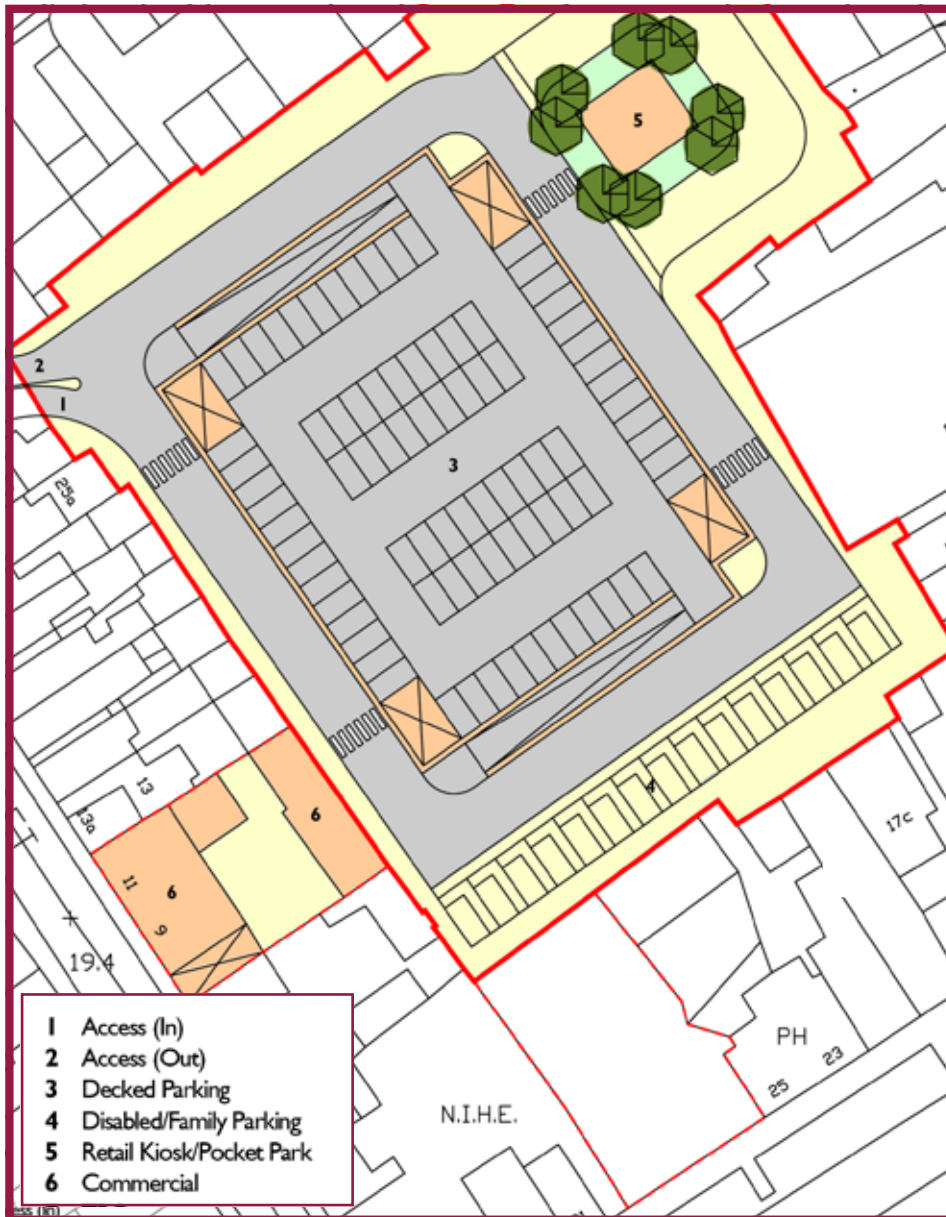 5
2
1
3
25a
4
13
13a
6
17c
11
6
9
19.4
PH
23
25
N.I.H.E.
1 Access (In)
2 Access (Out)
3 Decked Parking
4 Disabled/Family Parking
5 Retail Kiosk/Pocket Park
6 Commercial